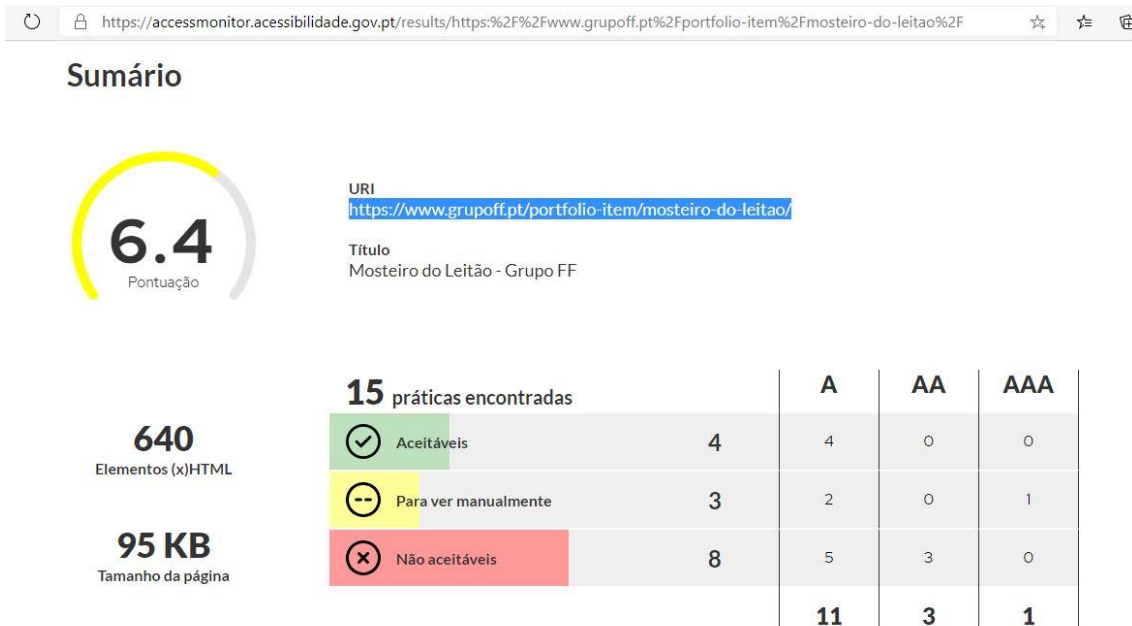 https://accessmonitor.acessibilidade.gov.pt/results/https:%2F%2Fwww.grupoff.pt%2Fportfolio-item%2Fmosteiro-do-leitao%2F
Sumário
6.4
Pontuação
URI
https://www.grupoff.pt/portfolio-item/mosteiro-do-leitao/
Título
Mosteiro do Leitão - Grupo FF
640
Elementos (x)HTML
95 KB
Tamanho da página
15 práticas encontradas A AA AAA
Aceitáveis 4 4 0 0
Para ver manualmente 3 2 0 1
Não aceitáveis 8 5 3 0
11 3 1